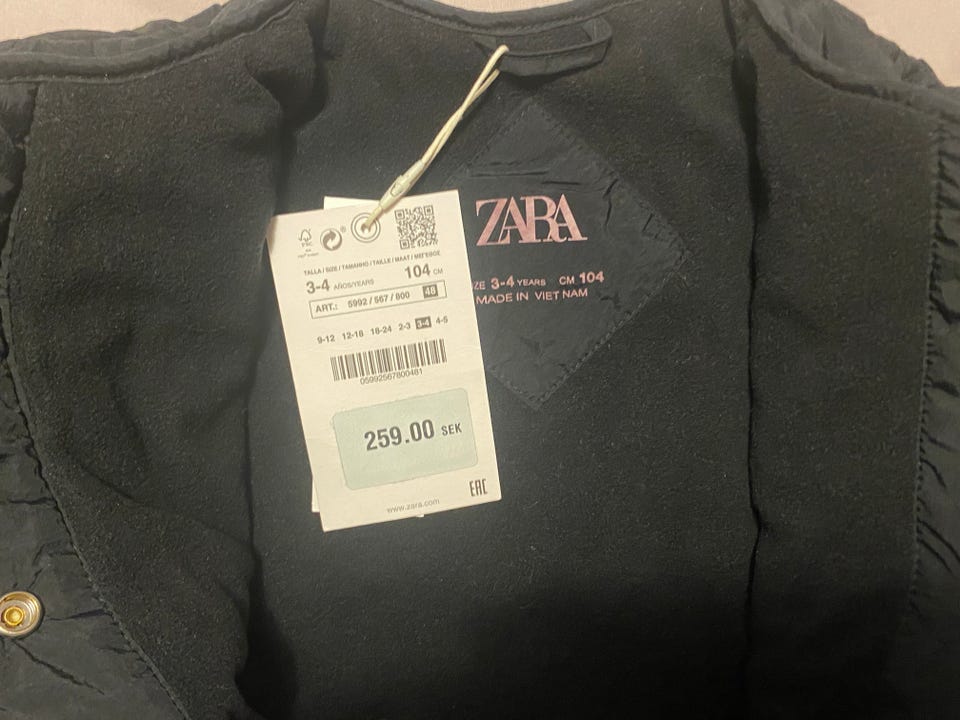 FSC
TALLA / SIZE / TAMANHO / TAILLE / MAAT / ΜΕΓΕΘΟΣ
3-4 AÑOS/YEARS 104 CM
ART.: 5992 / 567 / 800 48
9-12 12-18 18-24 2-3 3-4 4-5
05992567800481
259.00 SEK
EAC
www.zara.com
ZARA
ZE 3-4 YEARS CM 104
MADE IN VIET NAM